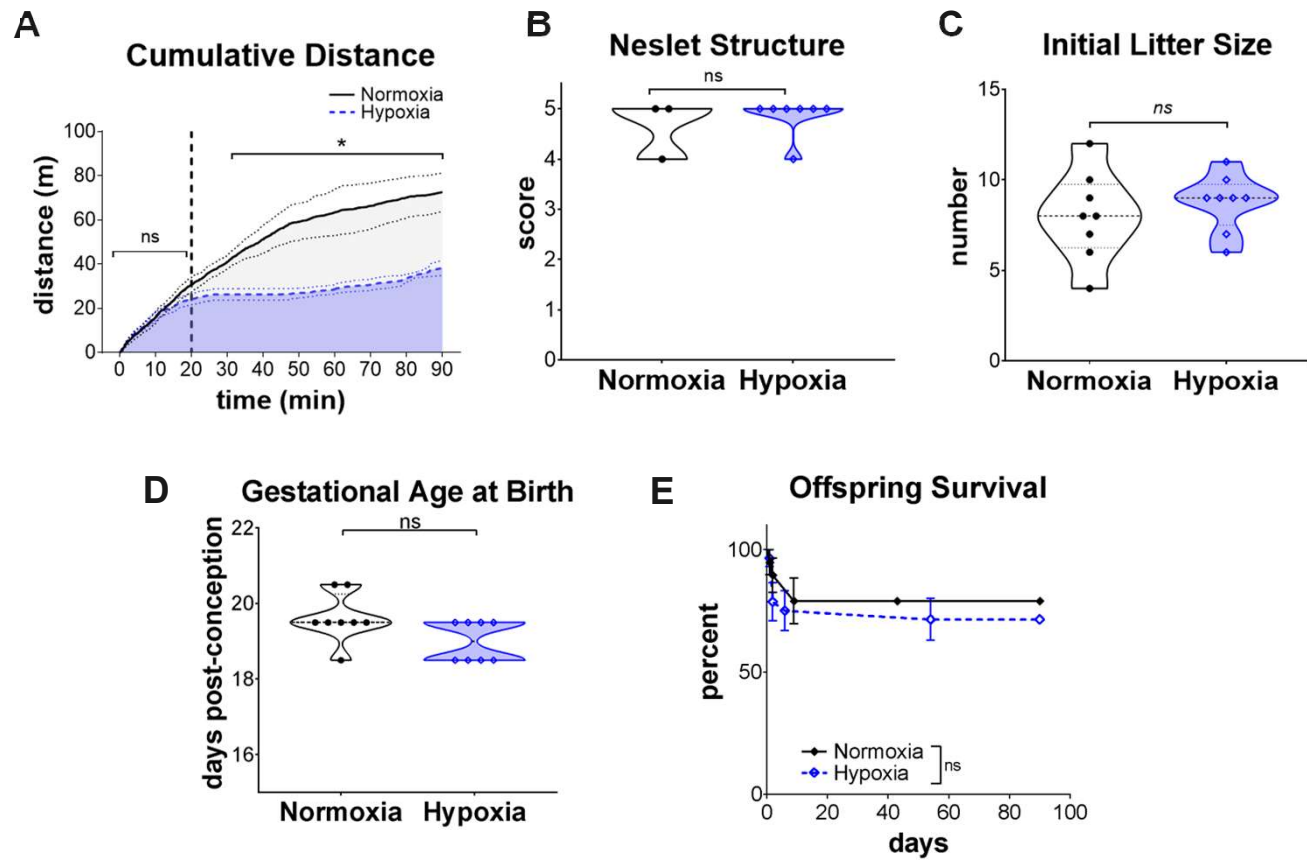 A
Cumulative Distance
Normoxia
Hypoxia
*
ns
distance (m)
100
80
60
40
20
0
0 10 20 30 40 50 60 70 80 90
time (min)
B
Neslet Structure
ns
score
5
4
3
2
1
0
Normoxia Hypoxia
C
Initial Litter Size
ns
number
15
10
5
0
Normoxia Hypoxia
D
Gestational Age at Birth
ns
days post-conception
22
20
18
16
Normoxia Hypoxia
E
Offspring Survival
percent
100
50
0
Normoxia
Hypoxia
ns
0 20 40 60 80 100
days